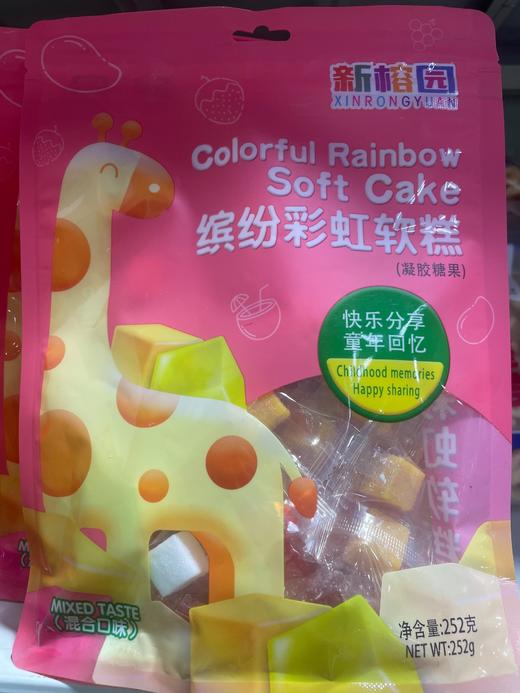 新榕园
XINRONGYUAN
Colorful Rainbow
Soft Cake
缤纷彩虹软糕
(凝胶糖果)
快乐分享
童年回忆
Childhood memories
Happy sharing
MIXED TASTE
(混合口味)
净含量:252克
NET WT:252g